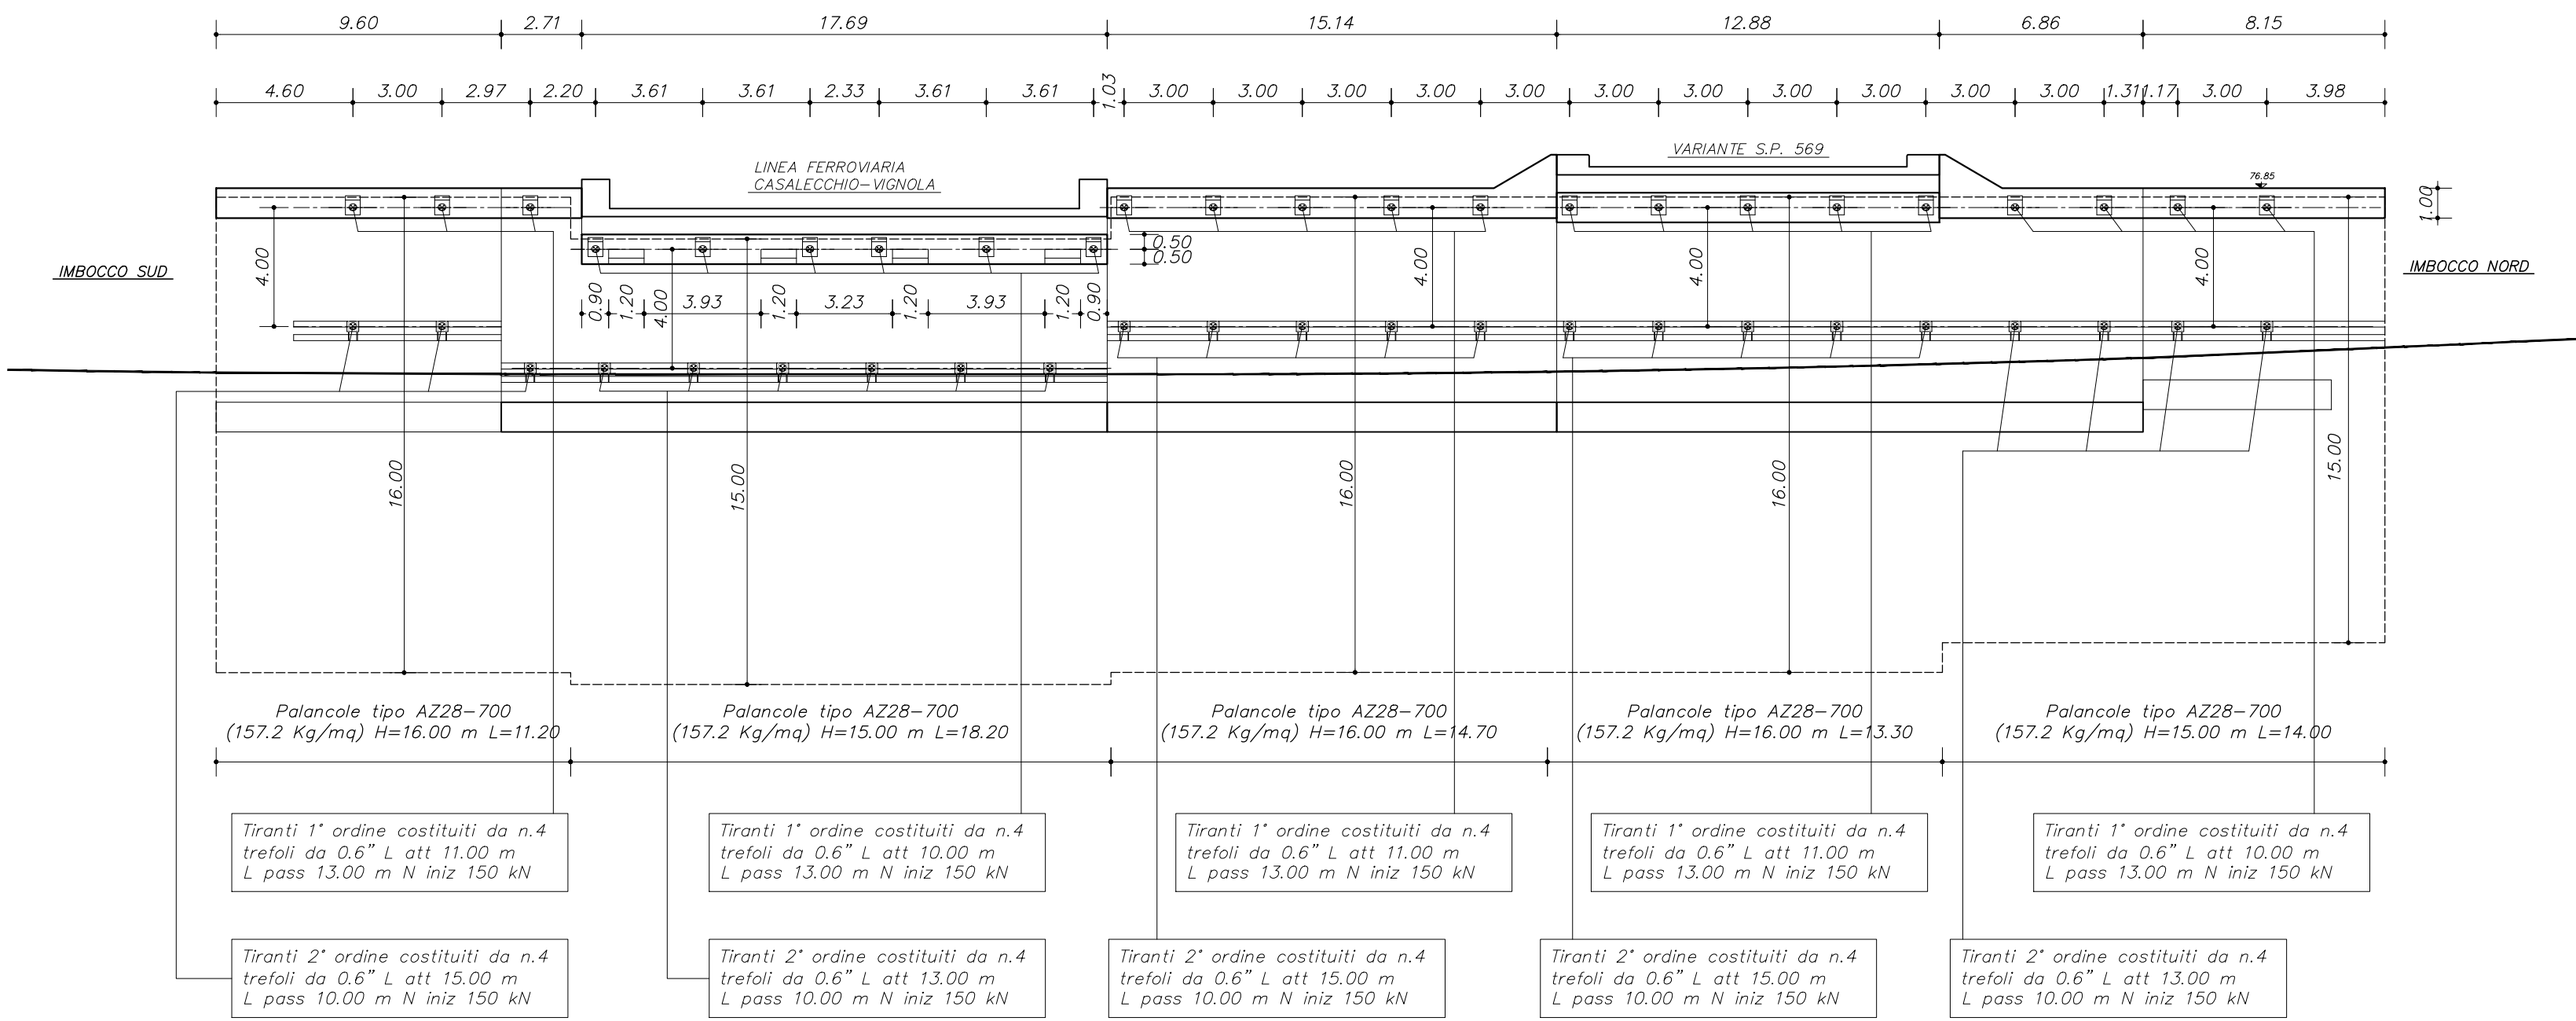 9.60 2.71 17.69 15.14 12.88 6.86 8.15
4.60 3.00 2.97 2.20 3.61 3.61 2.33 3.61 3.61 1.03 3.00 3.00 3.00 3.00 3.00 3.00 3.00 3.00 3.00 3.00 3.00 1.31 1.17 3.00 3.98
LINEA FERROVIARIA
CASALECCHIO-VIGNOLA
VARIANTE S.P. 569
76.85
1.00
0.50
0.50
IMBOCCO SUD
IMBOCCO NORD
4.00
4.00
4.00
4.00
4.00
0.90 1.20 3.93 1.20 3.23 1.20 3.93 1.20 0.90
16.00
15.00
16.00
16.00
15.00
Palancole tipo AZ28-700
(157.2 Kg/mq) H=16.00 m L=11.20
Palancole tipo AZ28-700
(157.2 Kg/mq) H=15.00 m L=18.20
Palancole tipo AZ28-700
(157.2 Kg/mq) H=16.00 m L=14.70
Palancole tipo AZ28-700
(157.2 Kg/mq) H=16.00 m L=13.30
Palancole tipo AZ28-700
(157.2 Kg/mq) H=15.00 m L=14.00
Tiranti 1° ordine costituiti da n.4
trefoli da 0.6" L att 11.00 m
L pass 13.00 m N iniz 150 kN
Tiranti 1° ordine costituiti da n.4
trefoli da 0.6" L att 10.00 m
L pass 13.00 m N iniz 150 kN
Tiranti 1° ordine costituiti da n.4
trefoli da 0.6" L att 11.00 m
L pass 13.00 m N iniz 150 kN
Tiranti 1° ordine costituiti da n.4
trefoli da 0.6" L att 11.00 m
L pass 13.00 m N iniz 150 kN
Tiranti 1° ordine costituiti da n.4
trefoli da 0.6" L att 10.00 m
L pass 13.00 m N iniz 150 kN
Tiranti 2° ordine costituiti da n.4
trefoli da 0.6" L att 15.00 m
L pass 10.00 m N iniz 150 kN
Tiranti 2° ordine costituiti da n.4
trefoli da 0.6" L att 13.00 m
L pass 10.00 m N iniz 150 kN
Tiranti 2° ordine costituiti da n.4
trefoli da 0.6" L att 15.00 m
L pass 10.00 m N iniz 150 kN
Tiranti 2° ordine costituiti da n.4
trefoli da 0.6" L att 15.00 m
L pass 10.00 m N iniz 150 kN
Tiranti 2° ordine costituiti da n.4
trefoli da 0.6" L att 13.00 m
L pass 10.00 m N iniz 150 kN